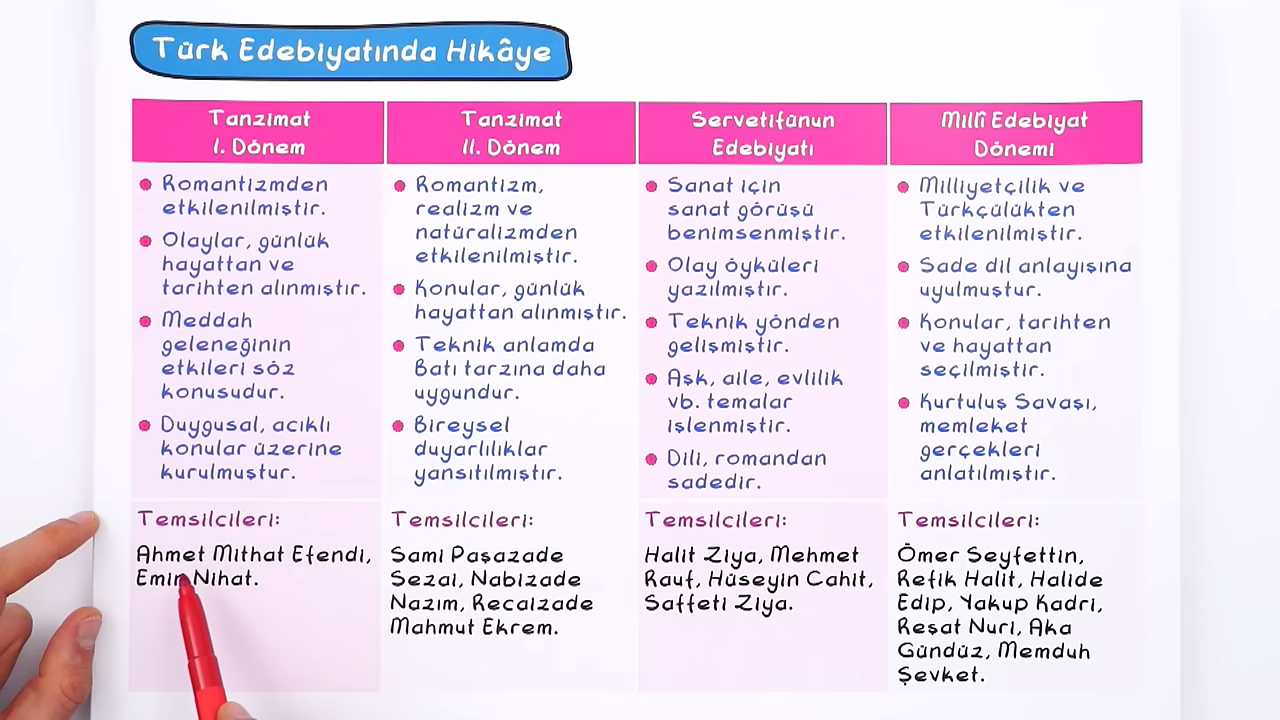 Türk Edebiyatında Hikâye
Tanzimat
I. Dönem
Romantizmden
etkilenilmiştir.
Olaylar, günlük
hayattan ve
tarihten alınmıştır.
Meddah
geleneğinin
etkileri söz
konusudur.
Duygusal, acıklı
konular üzerine
kurulmuştur.
Temsilcileri:
Ahmet Mithat Efendi,
Emin Nihat.
Tanzimat
II. Dönem
Romantizm,
realizm ve
natüralizmden
etkilenilmiştir.
Konular, günlük
hayattan alınmıştır.
Teknik anlamda
Batı tarzına daha
uygundur.
Bireysel
duyarlılıklar
yansıtılmıştır.
Temsilcileri:
Sami Paşazade
Sezai, Nabizade
Nazım, Recaizade
Mahmut Ekrem.
Servetifünun
Edebiyatı
Sanat için
sanat görüşü
benimsenmiştir.
Olay öyküleri
yazılmıştır.
Teknik yönden
gelişmiştir.
Aşk, aile, evlilik
vb. temalar
işlenmiştir.
Dili, romandan
sadedir.
Temsilcileri:
Halit Ziya, Mehmet
Rauf, Hüseyin Cahit,
Saffeti Ziya.
Millî Edebiyat
Dönemi
Milliyetçilik ve
Türkçülükten
etkilenilmiştir.
Sade dil anlayışına
uyulmuştur.
Konular, tarihten
ve hayattan
seçilmiştir.
Kurtuluş Savaşı,
memleket
gerçekleri
anlatılmıştır.
Temsilcileri:
Ömer Seyfettin,
Refik Halit, Halide
Edip, Yakup Kadri,
Reşat Nuri, Aka
Gündüz, Memduh
Şevket.